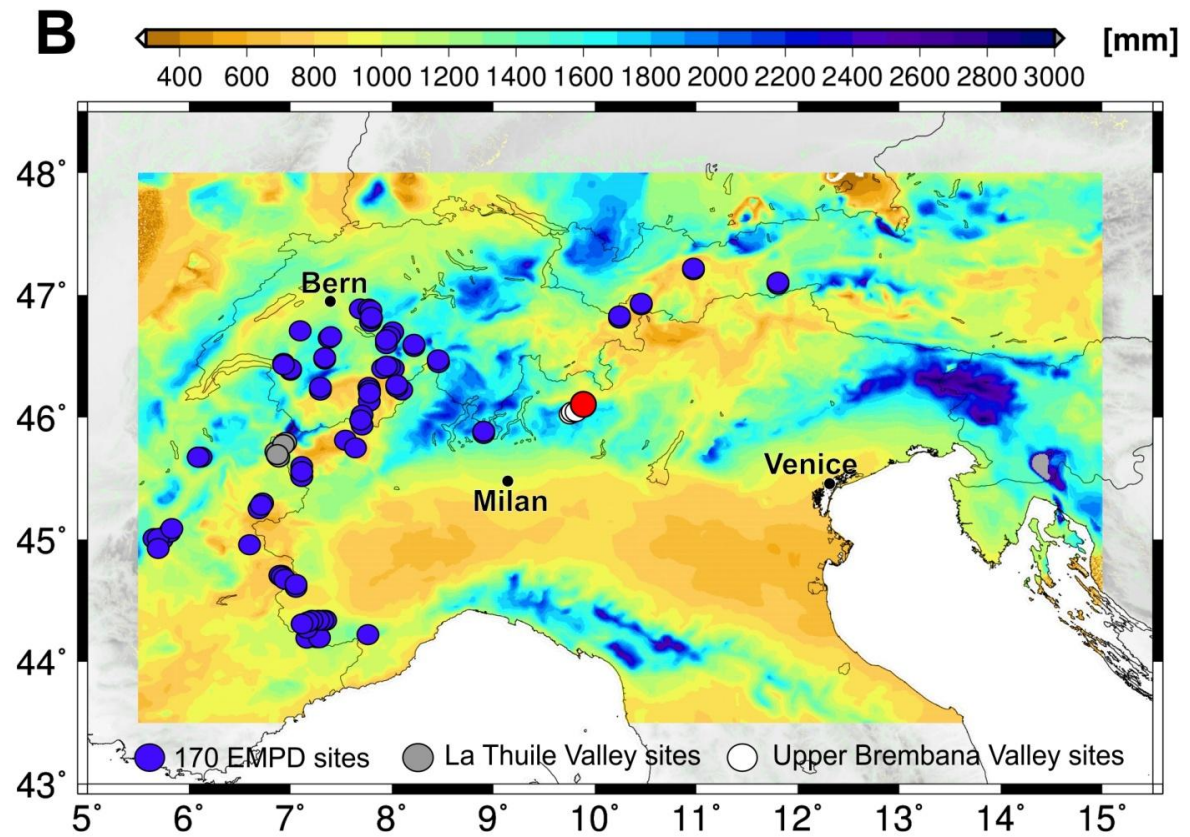 B
[mm]
400 600 800 1000 1200 1400 1600 1800 2000 2200 2400 2600 2800 3000
48°
47°
46°
45°
44°
43°
Bern
Milan
Venice
170 EMPD sites La Thuile Valley sites Upper Brembana Valley sites
5° 6° 7° 8° 9° 10° 11° 12° 13° 14° 15°